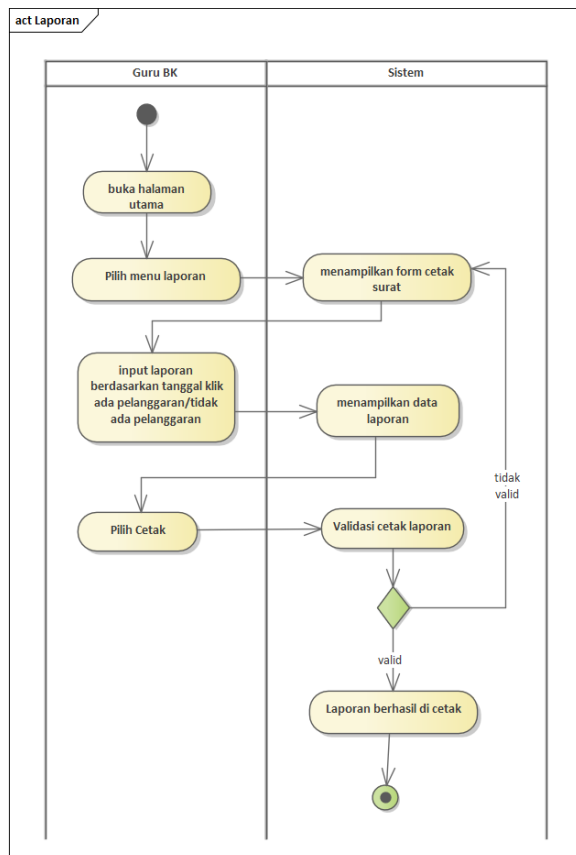 act Laporan
Guru BK
Sistem
buka halaman
utama
Pilih menu laporan
menampilkan form cetak
surat
input laporan
berdasarkan tanggal klik
ada pelanggaran/tidak
ada pelanggaran
menampilkan data
laporan
tidak
valid
Pilih Cetak
Validasi cetak laporan
valid
Laporan berhasil di cetak